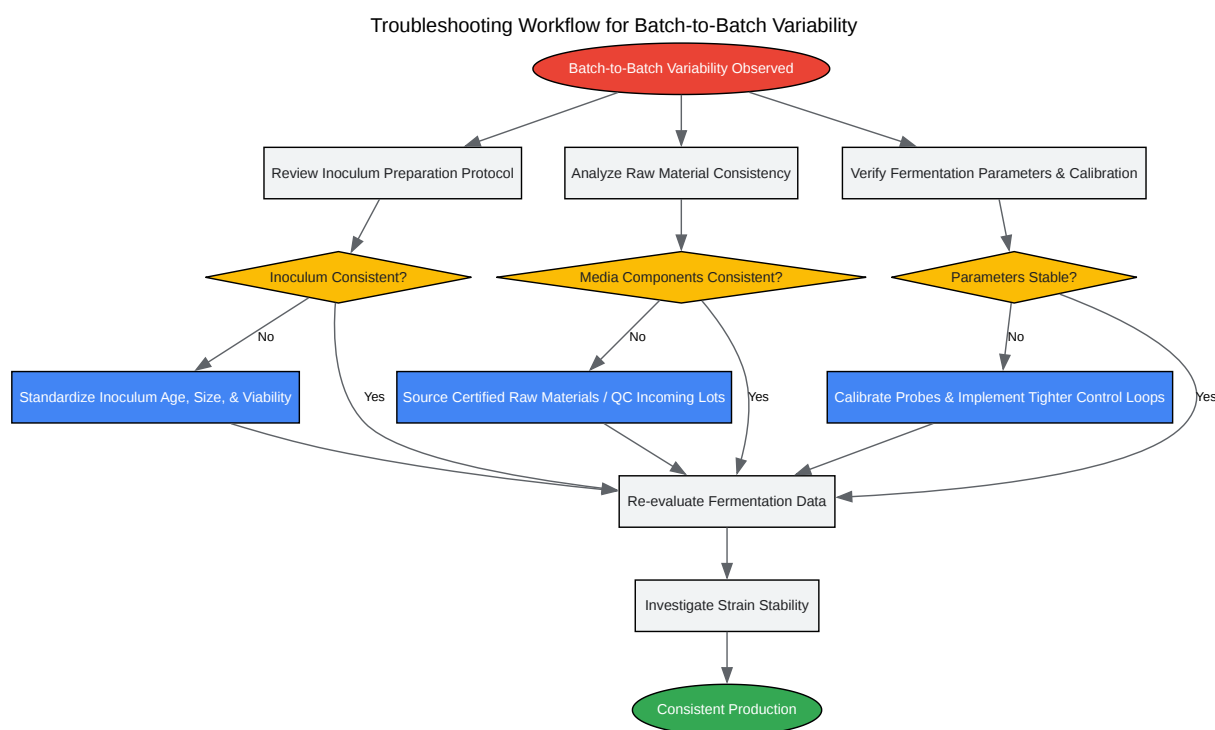 Troubleshooting Workflow for Batch-to-Batch Variability
Batch-to-Batch Variability Observed
Review Inoculum Preparation Protocol
Analyze Raw Material Consistency
Verify Fermentation Parameters & Calibration
Inoculum Consistent?
Media Components Consistent?
Parameters Stable?
No
No
No
Standardize Inoculum Age, Size, & Viability
Yes
Source Certified Raw Materials / QC Incoming Lots
Yes
Calibrate Probes & Implement Tighter Control Loops
Yes
Re-evaluate Fermentation Data
Investigate Strain Stability
Consistent Production